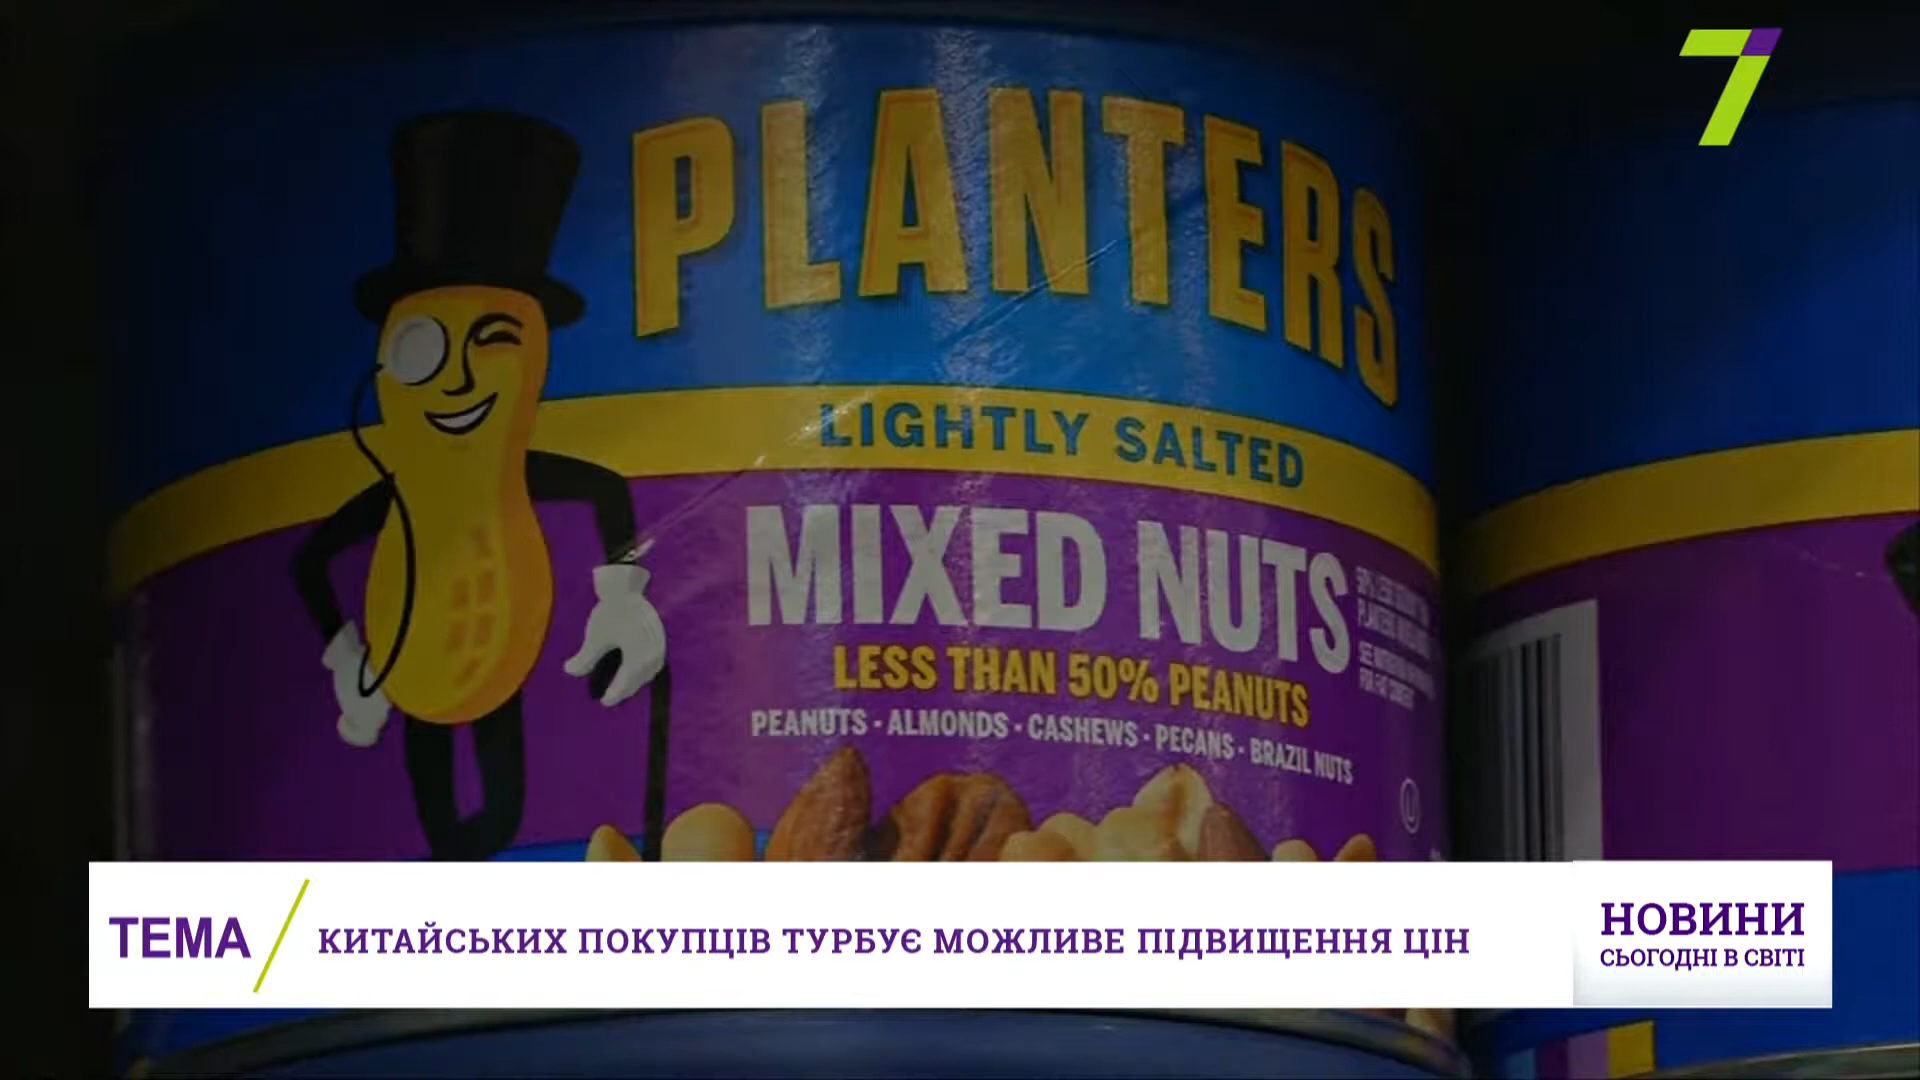 7
PLANTERS
LIGHTLY SALTED
MIXED NUTS
LESS THAN 50% PEANUTS
PEANUTS · ALMONDS · CASHEWS · PECANS · BRAZIL NUTS
U
ТЕМА
КИТАЙСЬКИХ ПОКУПЦІВ ТУРБУЄ МОЖЛИВЕ ПІДВИЩЕННЯ ЦІН
НОВИНИ
СЬОГОДНІ В СВІТІ